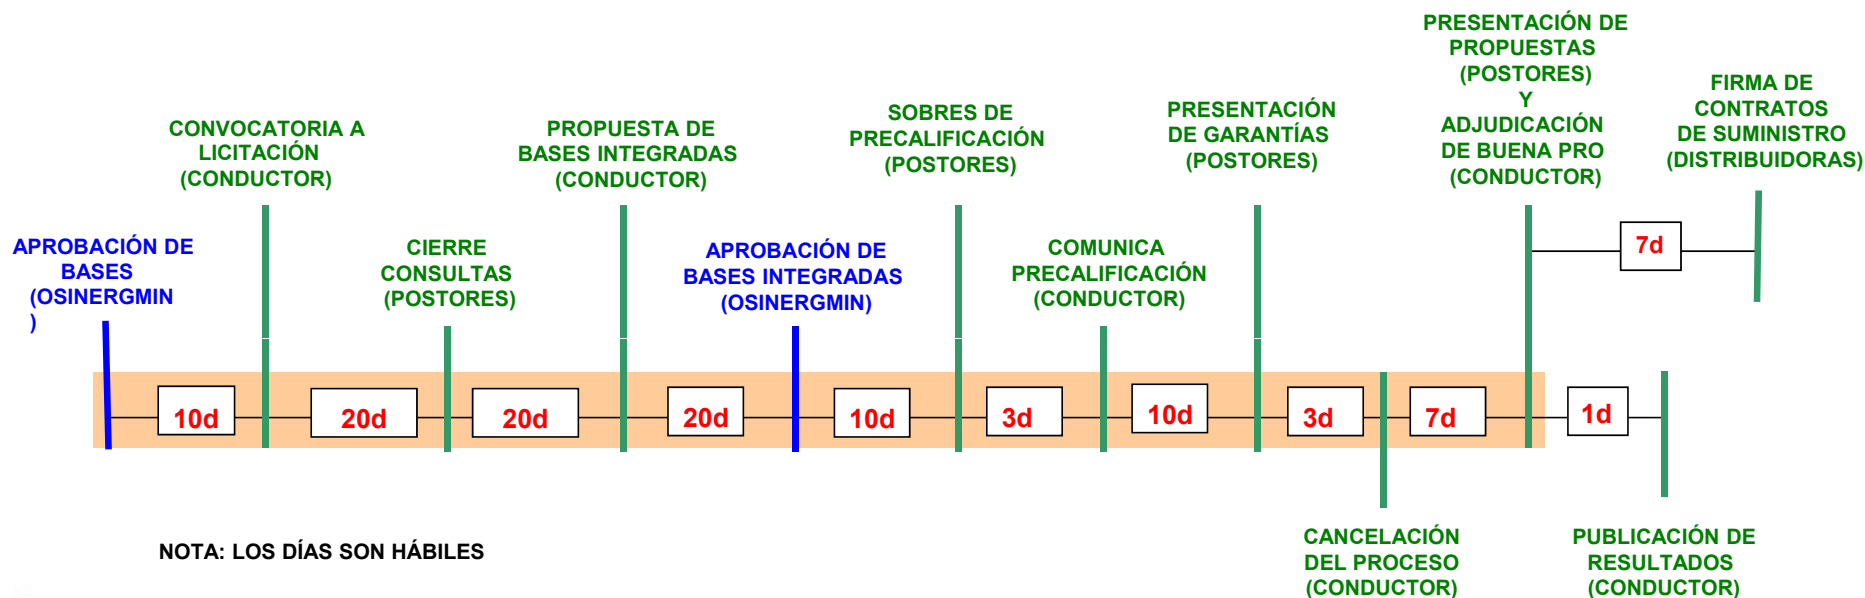 APROBACIÓN DE
BASES
(OSINERGMIN
)
CONVOCATORIA A
LICITACIÓN
(CONDUCTOR)
CIERRE
CONSULTAS
(POSTORES)
PROPUESTA DE
BASES INTEGRADAS
(CONDUCTOR)
APROBACIÓN DE
BASES INTEGRADAS
(OSINERGMIN)
SOBRES DE
PRECALIFICACIÓN
(POSTORES)
COMUNICA
PRECALIFICACIÓN
(CONDUCTOR)
PRESENTACIÓN
DE GARANTÍAS
(POSTORES)
PRESENTACIÓN DE
PROPUESTAS
(POSTORES)
Y
ADJUDICACIÓN
DE BUENA PRO
(CONDUCTOR)
FIRMA DE
CONTRATOS
DE SUMINISTRO
(DISTRIBUIDORAS)
7d
10d
20d
20d
20d
10d
3d
10d
3d
7d
1d
CANCELACIÓN
DEL PROCESO
(CONDUCTOR)
PUBLICACIÓN DE
RESULTADOS
(CONDUCTOR)
NOTA: LOS DÍAS SON HÁBILES